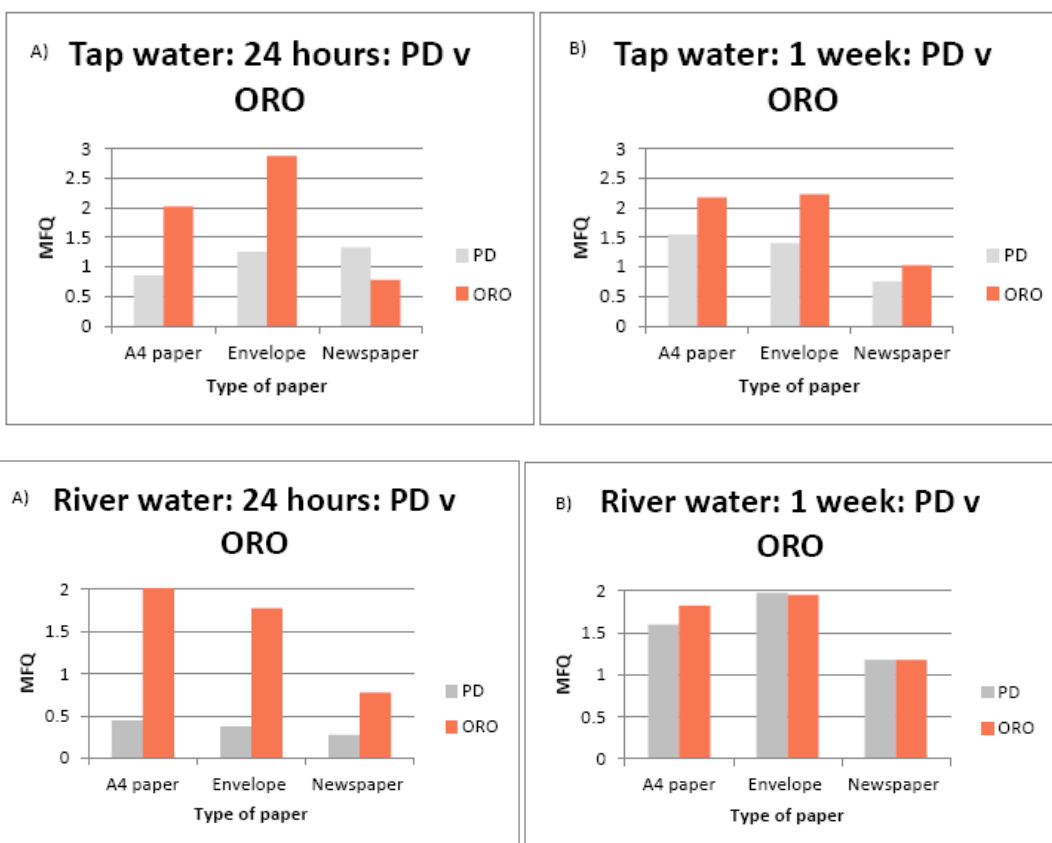 A) Tap water: 24 hours: PD v
ORO
3
2.5
2
1.5
1
0.5
0
MFQ
A4 paper Envelope Newspaper
Type of paper
PD
ORO
B) Tap water: 1 week: PD v
ORO
3
2.5
2
1.5
1
0.5
0
MFQ
A4 paper Envelope Newspaper
Type of paper
PD
ORO
A) River water: 24 hours: PD v
ORO
2
1.5
1
0.5
0
MFQ
A4 paper Envelope Newspaper
Type of paper
PD
ORO
B) River water: 1 week: PD v
ORO
2
1.5
1
0.5
0
MFQ
A4 paper Envelope Newspaper
Type of paper
PD
ORO